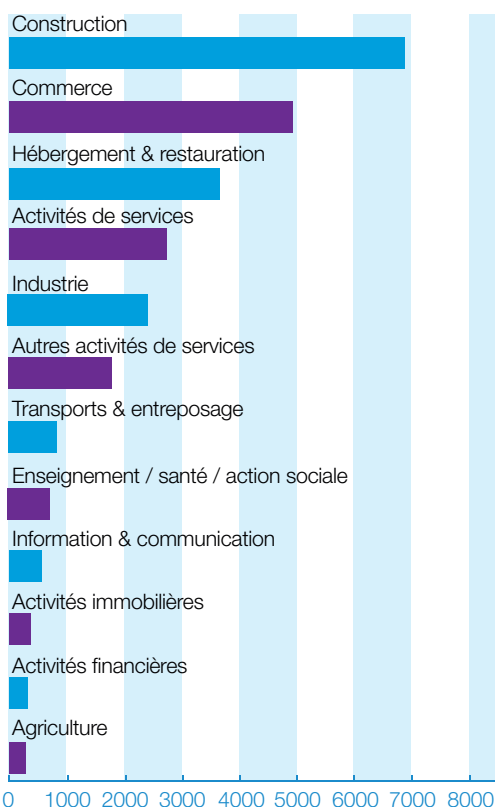 Construction
Commerce
Hébergement & restauration
Activités de services
Industrie
Autres activités de services
Transports & entreposage
Enseignement / santé / action sociale
Information & communication
Activités immobilières
Activités financières
Agriculture
0 1000 2000 3000 4000 5000 6000 7000 8000